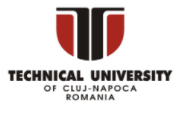 TECHNICAL UNIVERSITY
OF CLUJ-NAPOCA
ROMANIA